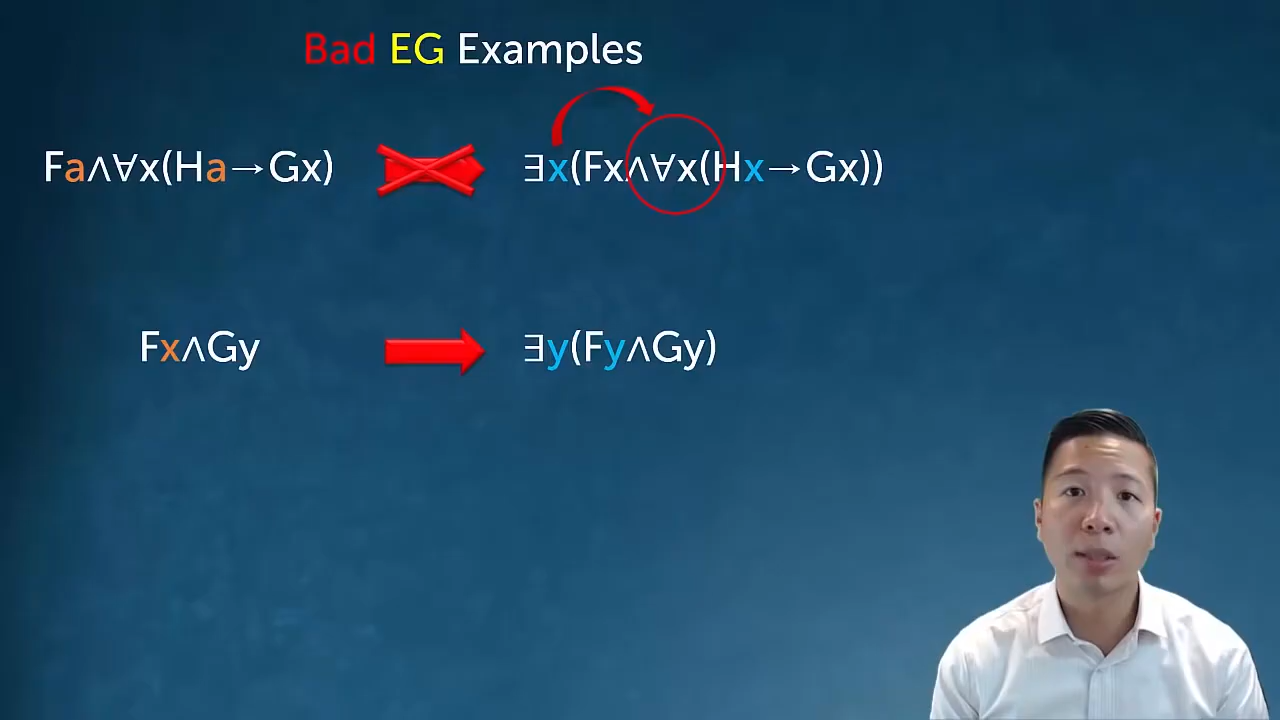 Bad EG Examples
Fa∧∀x(Ha→Gx) ∃x(Fx∧∀x(Hx→Gx))
Fx∧Gy ∃y(Fy∧Gy)